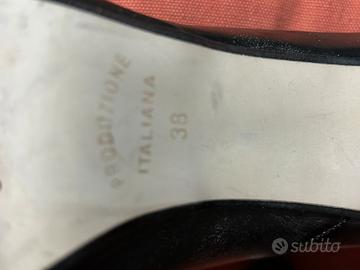 PRODUZIONE
ITALIANA
38
subito